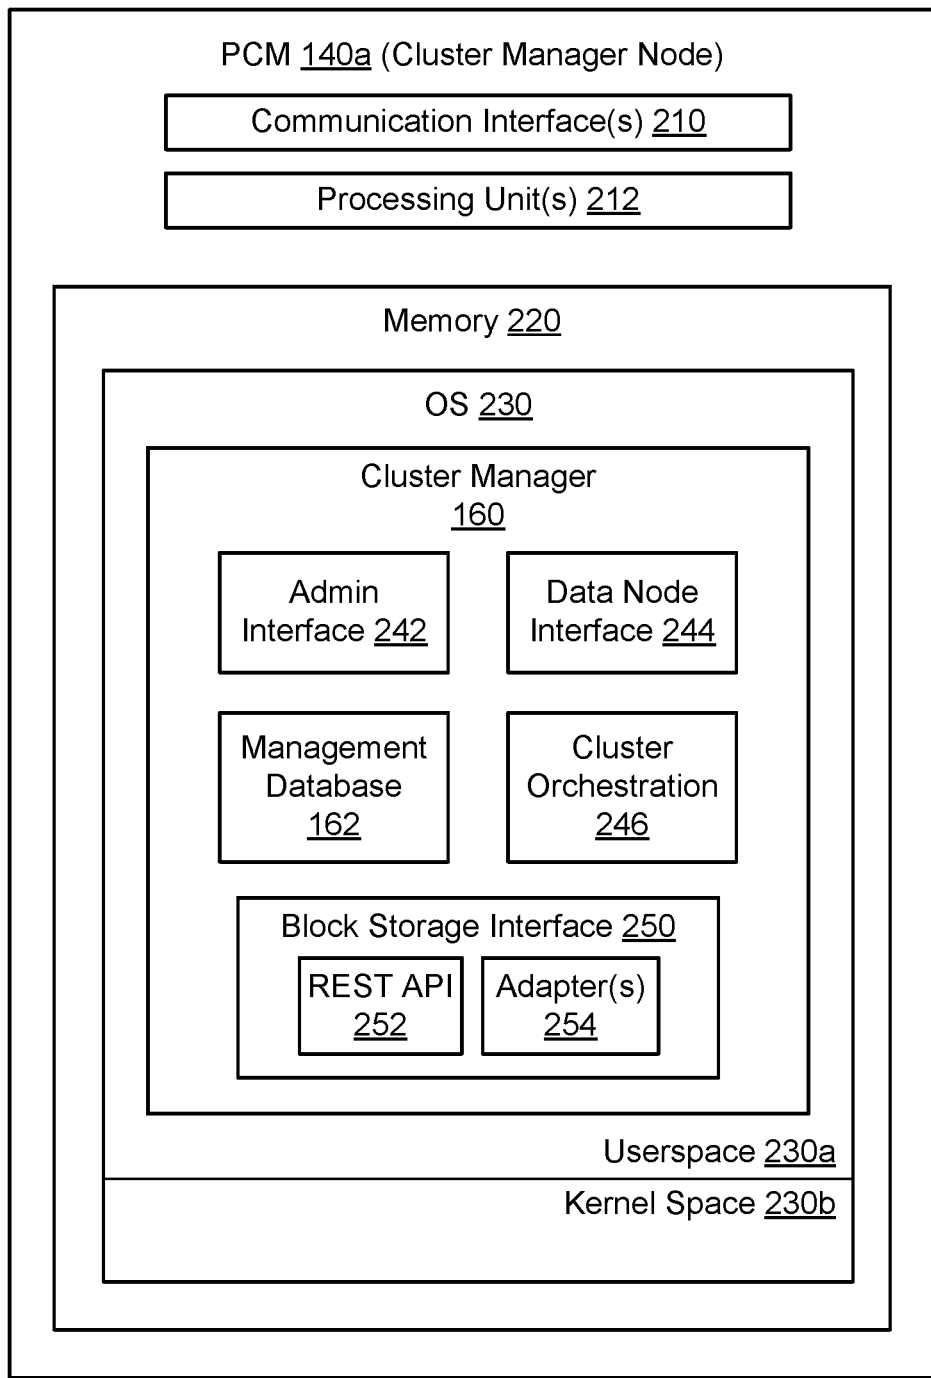 PCM 140a (Cluster Manager Node)
Communication Interface(s) 210
Processing Unit(s) 212
Memory 220
OS 230
Cluster Manager
160
Admin
Interface 242
Data Node
Interface 244
Management
Database
162
Cluster
Orchestration
246
Block Storage Interface 250
REST API
252
Adapter(s)
254
Userspace 230a
Kernel Space 230b